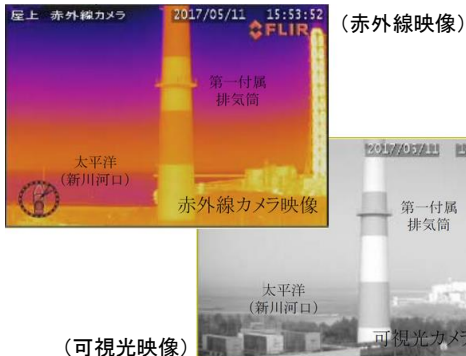 屋上 赤外線カメラ 2017/05/11 15:53:52
FLIR
(赤外線映像)
第一付属
排気筒
太平洋
(新川河口)
赤外線カメラ映像
2017/05/11
第一付属
排気筒
太平洋
(新川河口)
可視光カメラ
(可視光映像)